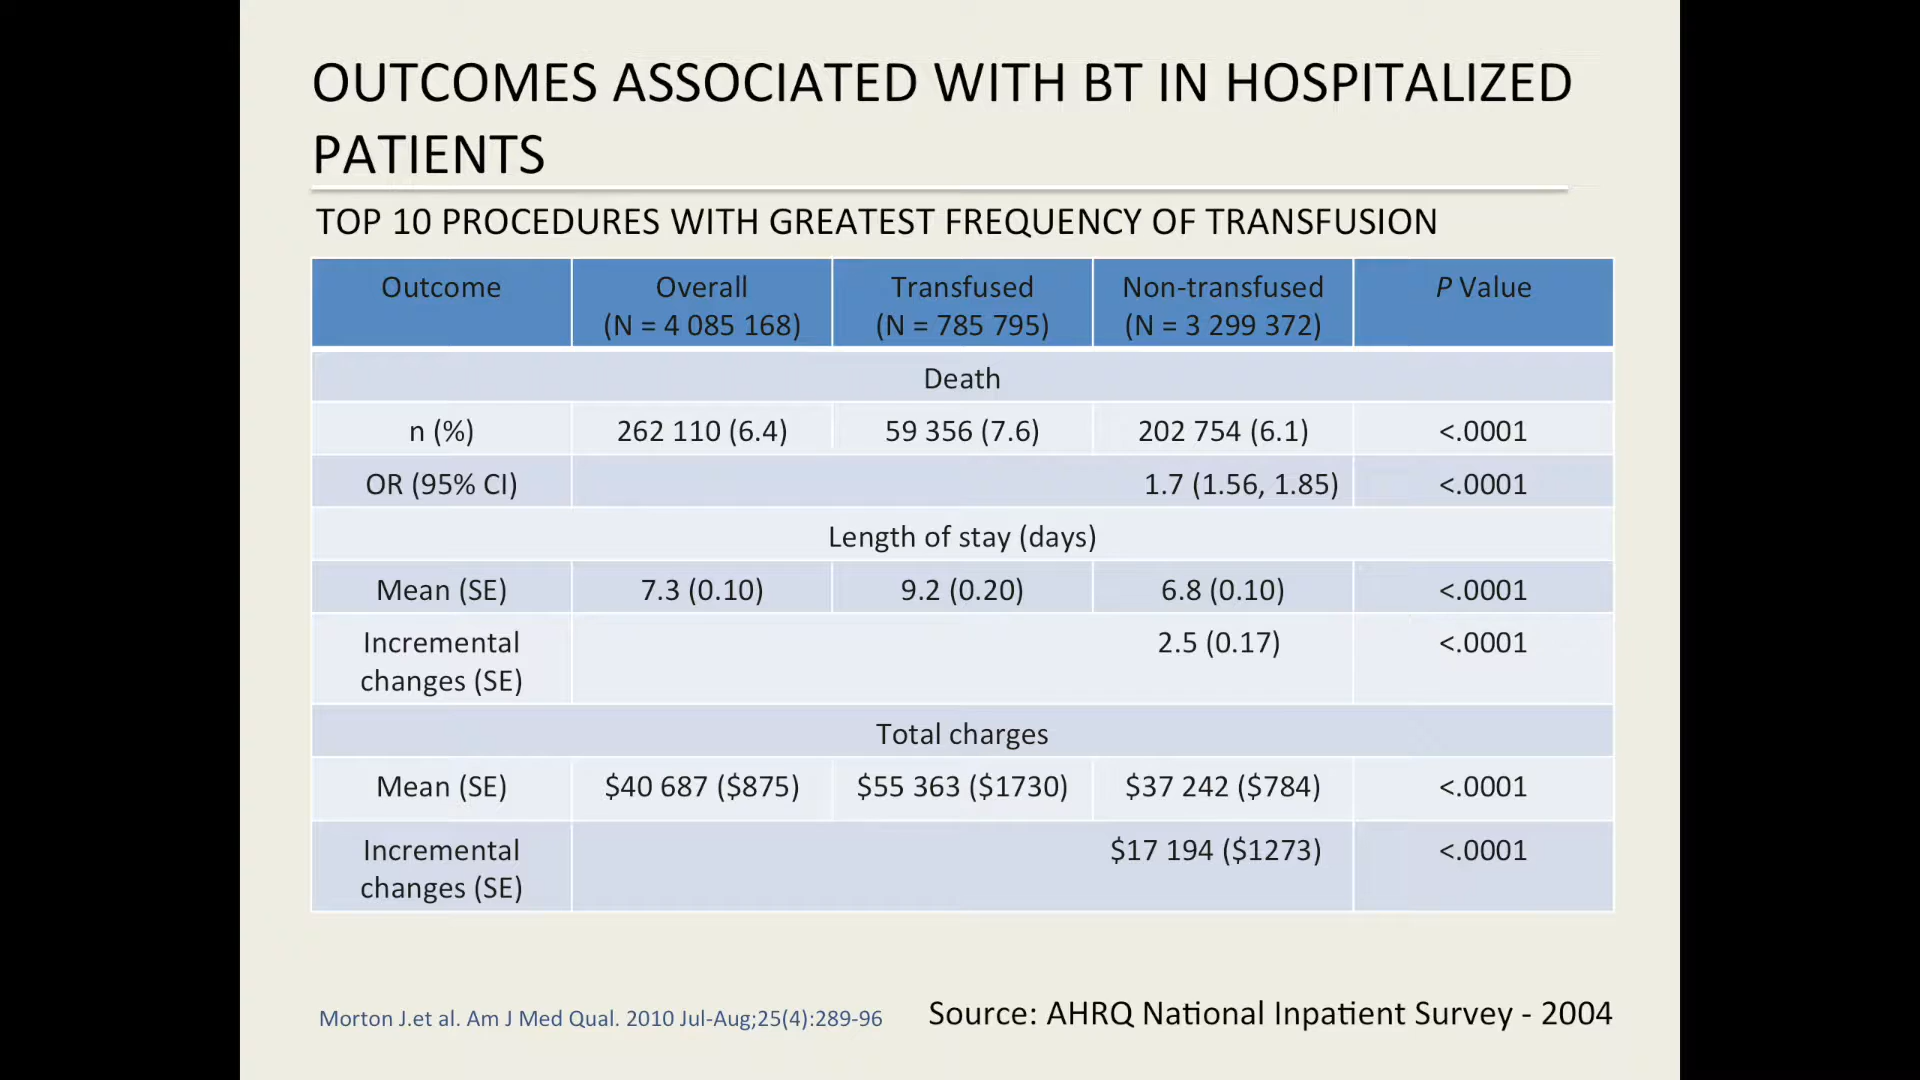 OUTCOMES ASSOCIATED WITH BT IN HOSPITALIZED
PATIENTS
TOP 10 PROCEDURES WITH GREATEST FREQUENCY OF TRANSFUSION
Outcome Overall Transfused Non-transfused P Value
(N = 4 085 168) (N = 785 795) (N = 3 299 372)
Death
n (%) 262 110 (6.4) 59 356 (7.6) 202 754 (6.1) <.0001
OR (95% CI) 1.7 (1.56, 1.85) <.0001
Length of stay (days)
Mean (SE) 7.3 (0.10) 9.2 (0.20) 6.8 (0.10) <.0001
Incremental 2.5 (0.17) <.0001
changes (SE)
Total charges
Mean (SE) $40 687 ($875) $55 363 ($1730) $37 242 ($784) <.0001
Incremental $17 194 ($1273) <.0001
changes (SE)
Morton J.et al. Am J Med Qual. 2010 Jul-Aug;25(4):289-96 Source: AHRQ National Inpatient Survey - 2004